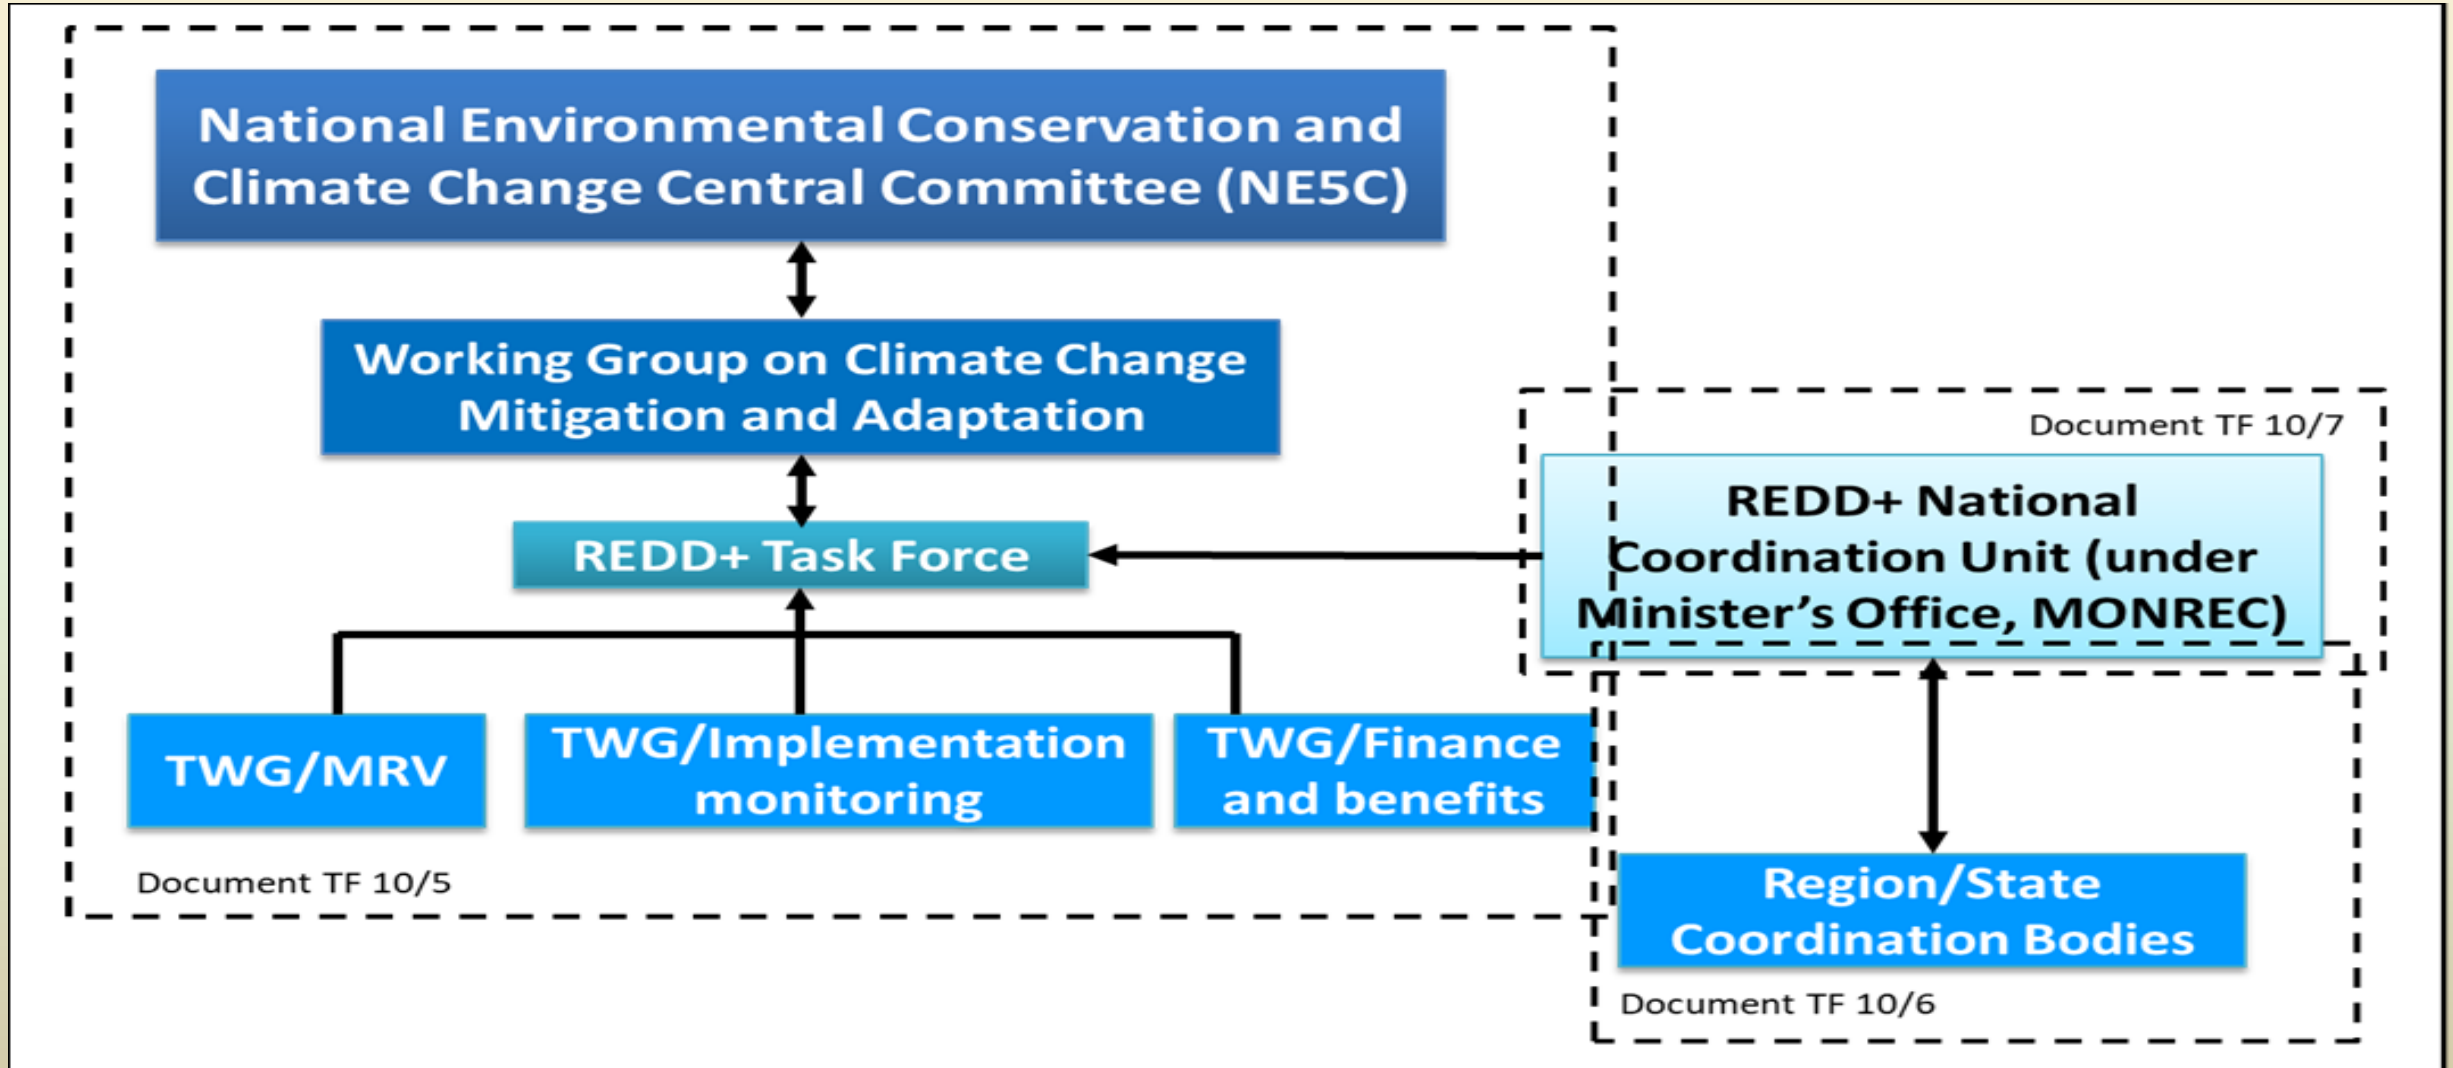 National Environmental Conservation and
Climate Change Central Committee (NE5C)
Working Group on Climate Change
Mitigation and Adaptation
Document TF 10/7
REDD+ National
Coordination Unit (under
Minister’s Office, MONREC)
REDD+ Task Force
TWG/MRV
TWG/Implementation
monitoring
TWG/Finance
and benefits
Document TF 10/5
Region/State
Coordination Bodies
Document TF 10/6